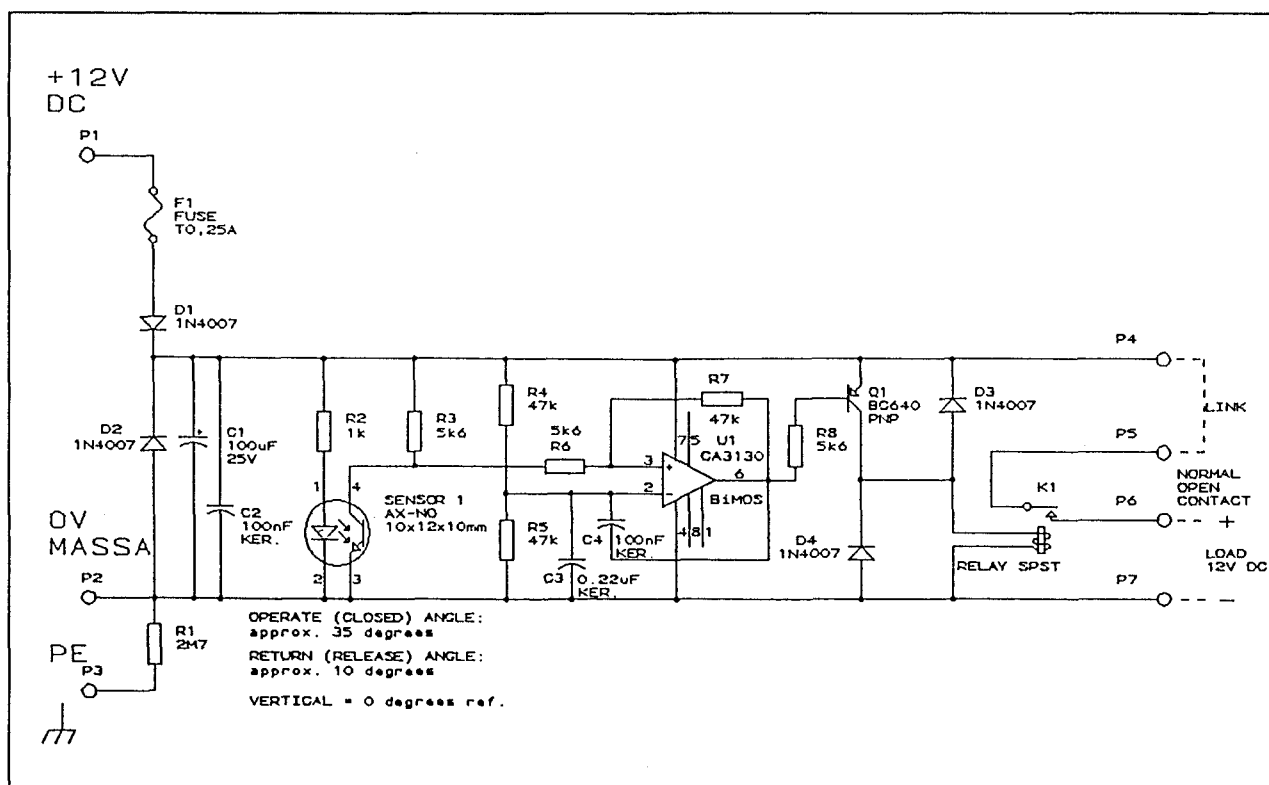 +12V
DC
P1
F1
FUSE
T0,25A
D1
1N4007
D2
1N4007
C1
100uF
25V
+
C2
100nF
KER.
R2
1k
R3
5k6
R4
47k
5k6
R6
R7
47k
75
U1
CA3130
3
+
2
-
6
BiMOS
4
8
1
R8
5k6
Q1
BC640
PNP
D3
1N4007
P4
LINK
P5
NORMAL
OPEN
CONTACT
K1
P6
+
RELAY SPST
LOAD
12V DC
P7
-
D4
1N4007
1
4
SENSOR 1
AX-NO
10x12x10mm
2
3
R5
47k
C4
100nF
KER.
C3
0.22uF
KER.
0V
MASSA
P2
R1
2M7
PE
P3
OPERATE (CLOSED) ANGLE:
approx. 35 degrees
RETURN (RELEASE) ANGLE:
approx. 10 degrees
VERTICAL = 0 degrees ref.